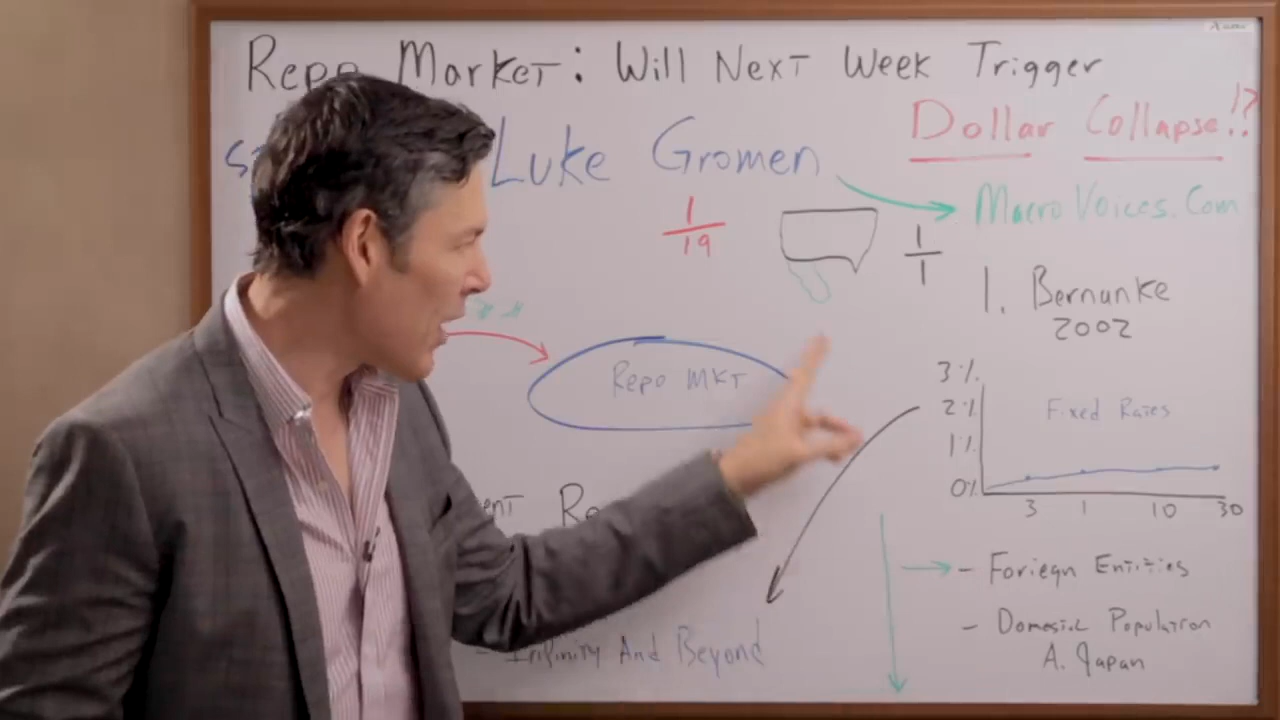 Repo Market: Will Next Week Trigger
Dollar Collapse!?
Luke Gromen
MacroVoices.Com
1
19
1
1
1. Bernanke
2002
Repo MKT
3%
2%
1%
0%
Fixed Rates
3 1 10 30
- Foriegn Entities
- Domestic Population
A. Japan
- Infinity And Beyond